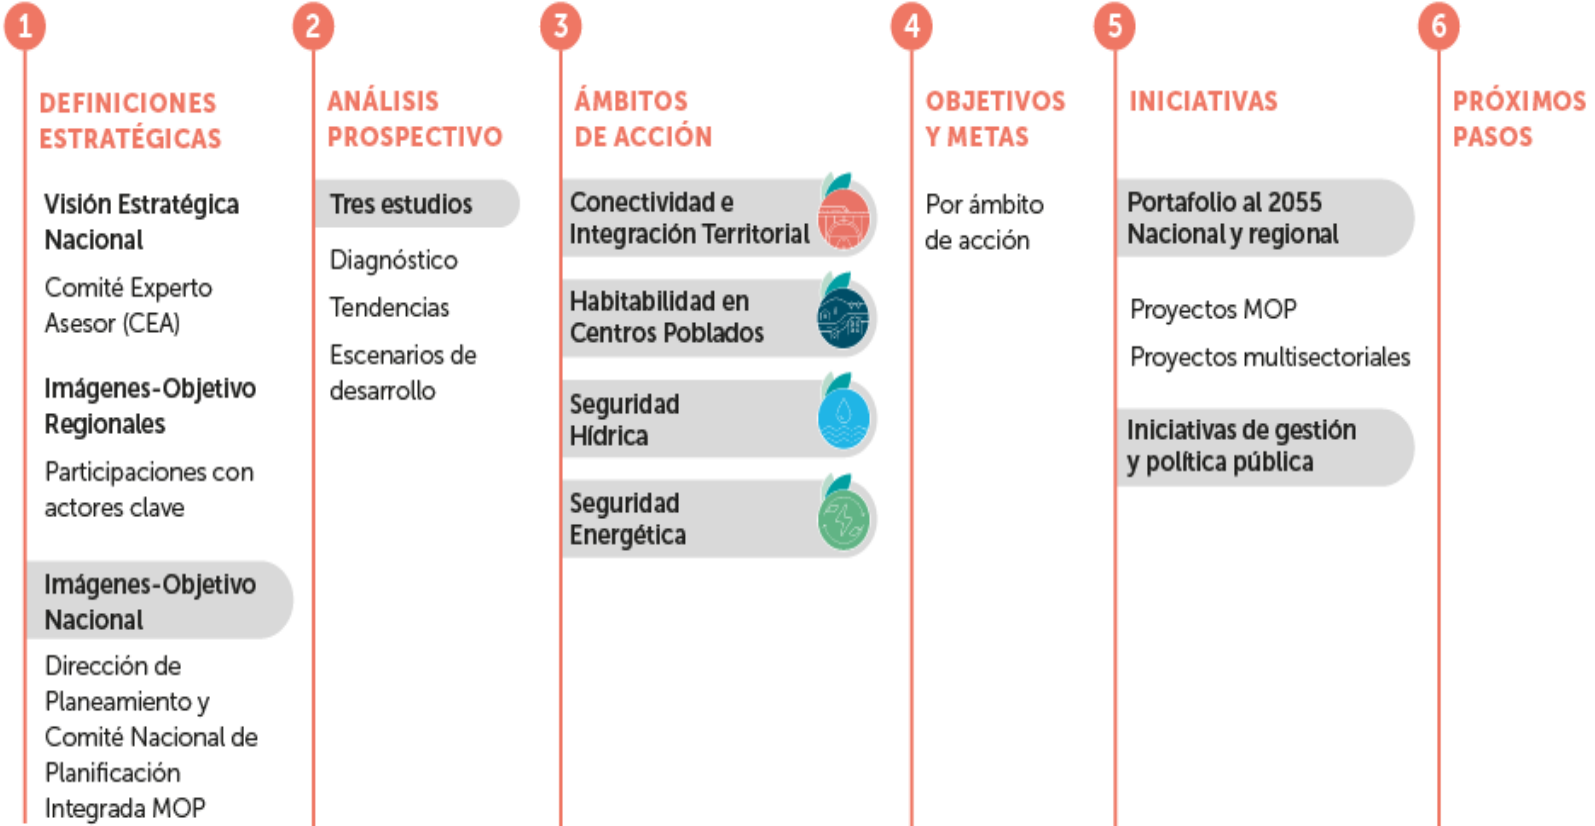 1
DEFINICIONES
ESTRATÉGICAS
Visión Estratégica
Nacional
Comité Experto
Asesor (CEA)
Imágenes-Objetivo
Regionales
Participaciones con
actores clave
Imágenes-Objetivo
Nacional
Dirección de
Planeamiento y
Comité Nacional de
Planificación
Integrada MOP
2
ANÁLISIS
PROSPECTIVO
Tres estudios
Diagnóstico
Tendencias
Escenarios de
desarrollo
3
ÁMBITOS
DE ACCIÓN
Conectividad e
Integración Territorial
Habitabilidad en
Centros Poblados
Seguridad
Hídrica
Seguridad
Energética
4
OBJETIVOS
Y METAS
Por ámbito
de acción
5
INICIATIVAS
Portafolio al 2055
Nacional y regional
Proyectos MOP
Proyectos multisectoriales
Iniciativas de gestión
y política pública
6
PRÓXIMOS
PASOS